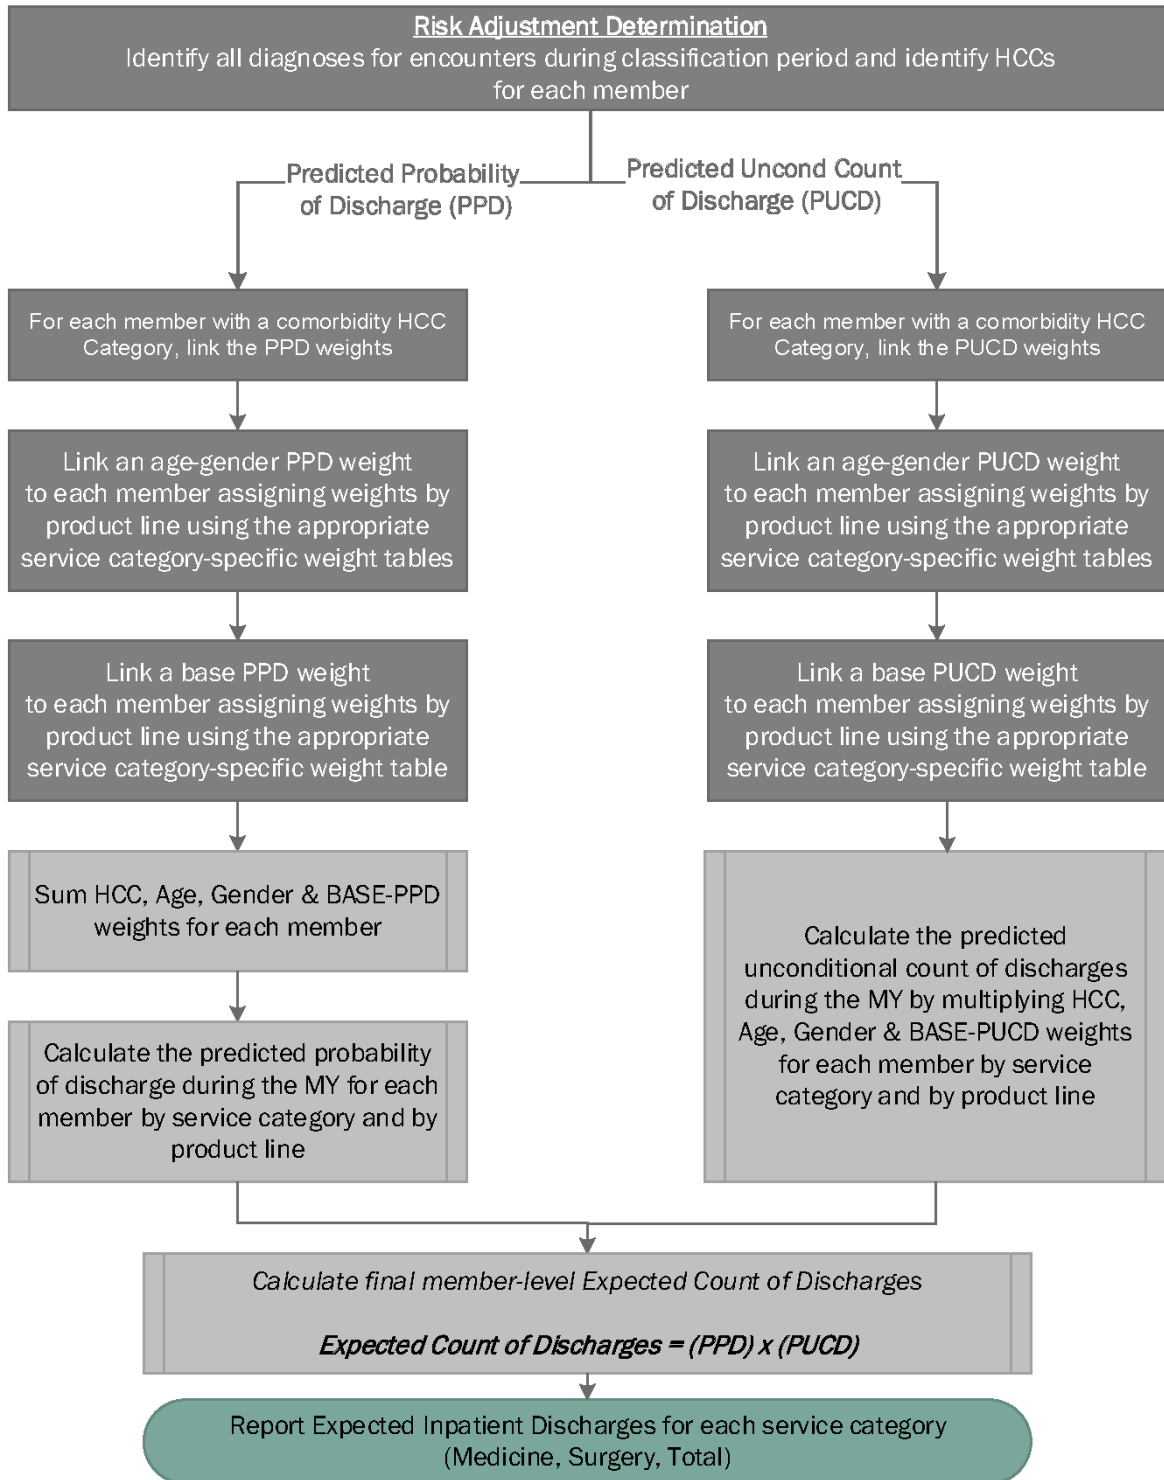 Risk Adjustment Determination
Identify all diagnoses for encounters during classification period and identify HCCs
for each member
Predicted Probability
of Discharge (PPD)
Predicted Uncond Count
of Discharge (PUCD)
For each member with a comorbidity HCC
Category, link the PPD weights
For each member with a comorbidity HCC
Category, link the PUCD weights
Link an age-gender PPD weight
to each member assigning weights by
product line using the appropriate
service category-specific weight tables
Link an age-gender PUCD weight
to each member assigning weights by
product line using the appropriate
service category-specific weight tables
Link a base PPD weight
to each member assigning weights by
product line using the appropriate
service category-specific weight table
Link a base PUCD weight
to each member assigning weights by
product line using the appropriate
service category-specific weight table
Sum HCC, Age, Gender & BASE-PPD
weights for each member
Calculate the predicted probability
of discharge during the MY for each
member by service category and by
product line
Calculate the predicted
unconditional count of discharges
during the MY by multiplying HCC,
Age, Gender & BASE-PUCD weights
for each member by service
category and by product line
Calculate final member-level Expected Count of Discharges
Expected Count of Discharges = (PPD) x (PUCD)
Report Expected Inpatient Discharges for each service category
(Medicine, Surgery, Total)